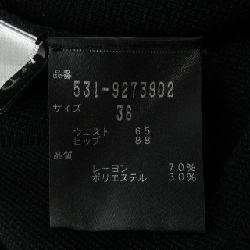 品番
531-9273902
サイズ
36
ウエスト 65
ヒップ 88
品質
レーヨン 70%
ポリエステル 30%